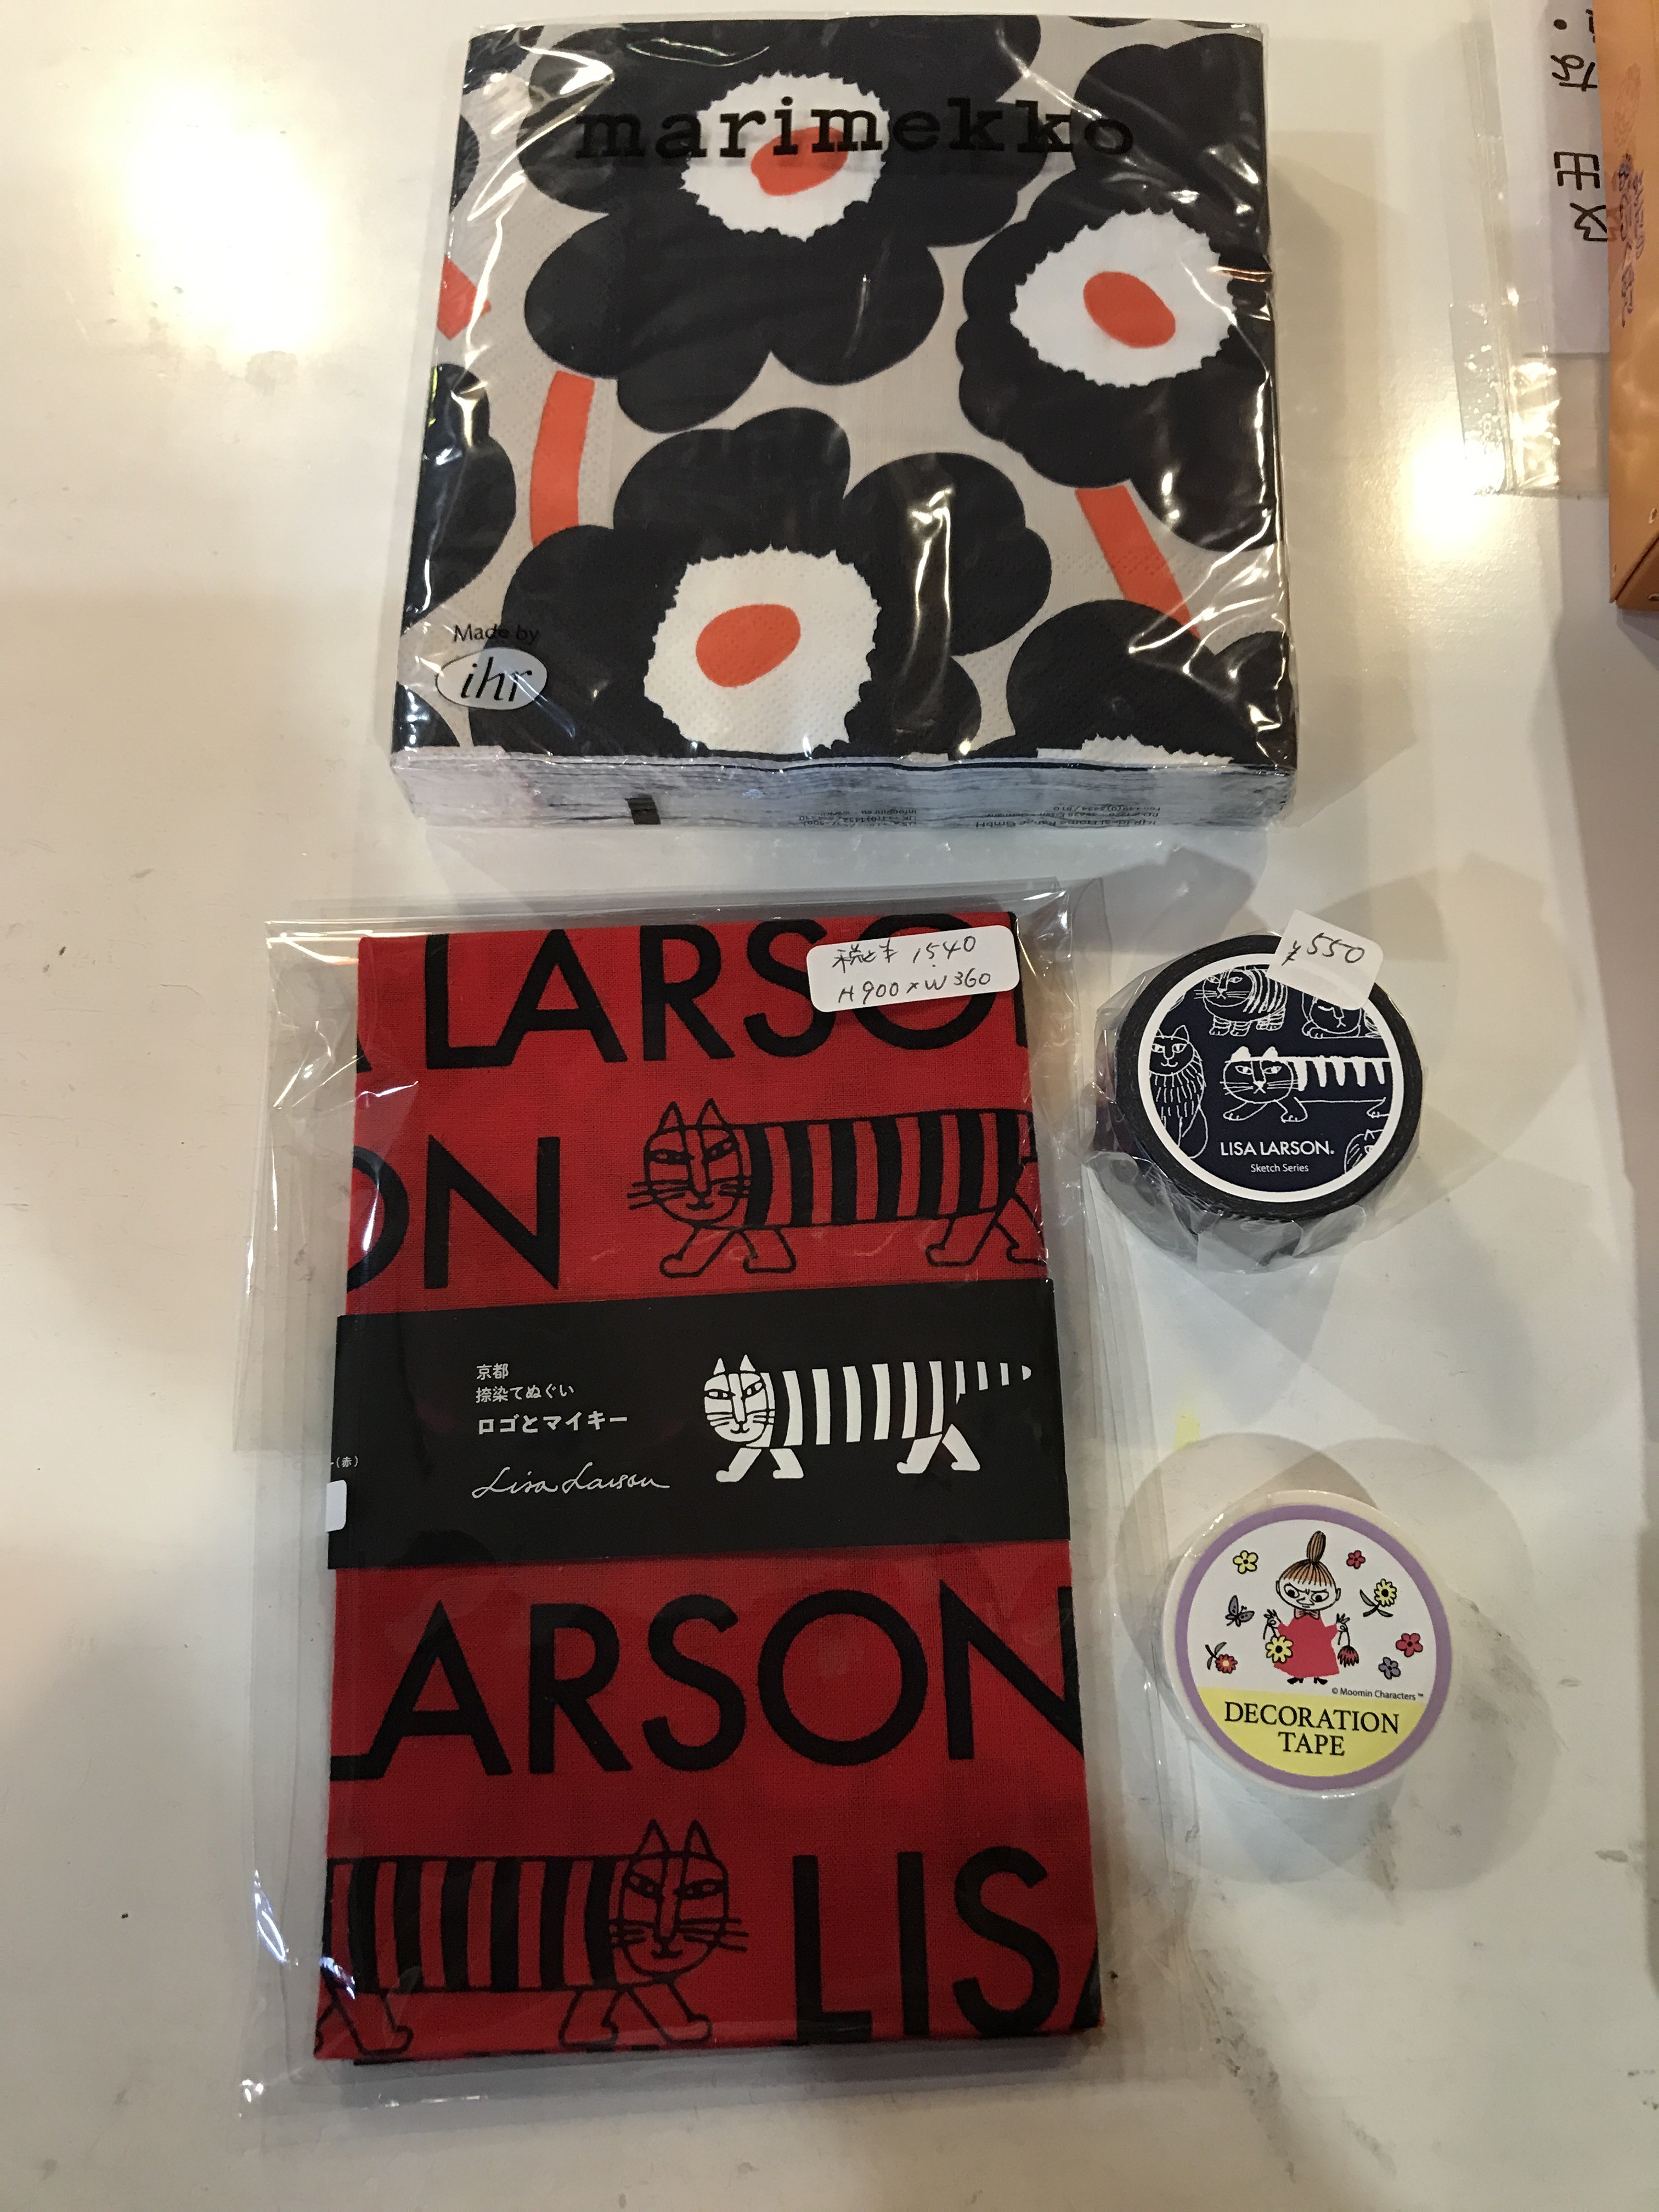 marimekko
Made by
ihr
LARSO
税込¥1540
H900×W360
¥550
ON
LISA LARSON.
Sketch Series
京都
捺染てぬぐい
ロゴとマイキー
(赤)
Lisa Larson
LARSON
© Moomin Characters™
DECORATION
TAPE
LIS